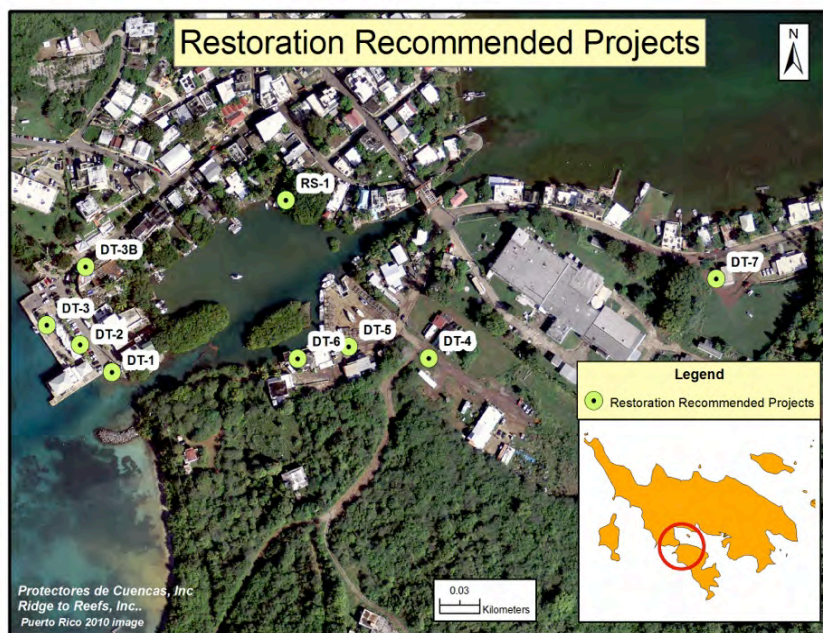 Restoration Recommended Projects
N
RS-1
DT-3B
DT-7
DT-3
DT-2
DT-5
DT-6
DT-4
DT-1
Legend
Restoration Recommended Projects
0.03
Kilometers
Protectores de Cuencas, Inc
Ridge to Reefs, Inc..
Puerto Rico 2010 image